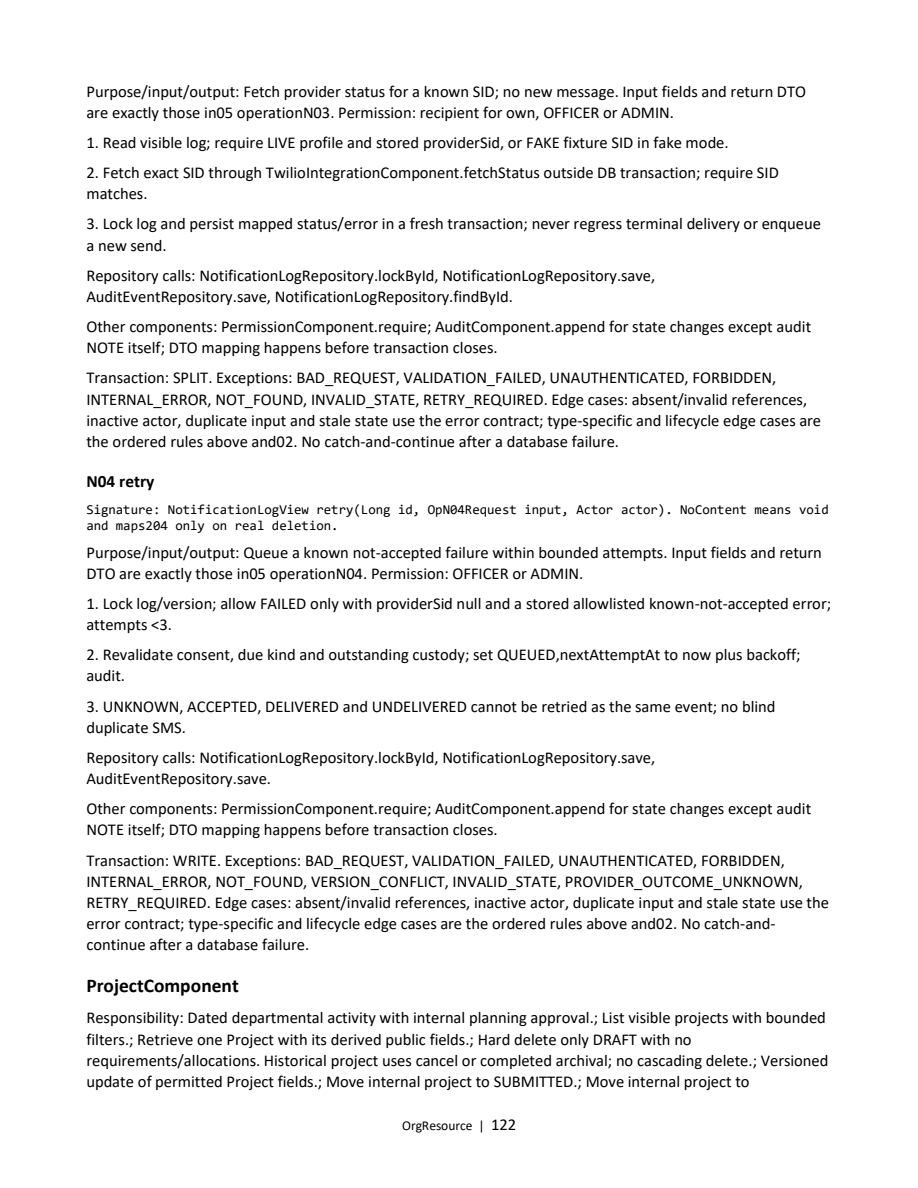 Purpose/input/output: Fetch provider status for a known SID; no new message. Input fields and return DTO
are exactly those in05 operationN03. Permission: recipient for own, OFFICER or ADMIN.
1. Read visible log; require LIVE profile and stored providerSid, or FAKE fixture SID in fake mode.
2. Fetch exact SID through TwilioIntegrationComponent.fetchStatus outside DB transaction; require SID
matches.
3. Lock log and persist mapped status/error in a fresh transaction; never regress terminal delivery or enqueue
a new send.
Repository calls: NotificationLogRepository.lockById, NotificationLogRepository.save,
AuditEventRepository.save, NotificationLogRepository.findById.
Other components: PermissionComponent.require; AuditComponent.append for state changes except audit
NOTE itself; DTO mapping happens before transaction closes.
Transaction: SPLIT. Exceptions: BAD_REQUEST, VALIDATION_FAILED, UNAUTHENTICATED, FORBIDDEN,
INTERNAL_ERROR, NOT_FOUND, INVALID_STATE, RETRY_REQUIRED. Edge cases: absent/invalid references,
inactive actor, duplicate input and stale state use the error contract; type-specific and lifecycle edge cases are
the ordered rules above and02. No catch-and-continue after a database failure.
N04 retry
Signature: NotificationLogView retry(Long id, OpN04Request input, Actor actor). NoContent means void
and maps204 only on real deletion.
Purpose/input/output: Queue a known not-accepted failure within bounded attempts. Input fields and return
DTO are exactly those in05 operationN04. Permission: OFFICER or ADMIN.
1. Lock log/version; allow FAILED only with providerSid null and a stored allowlisted known-not-accepted error;
attempts <3.
2. Revalidate consent, due kind and outstanding custody; set QUEUED,nextAttemptAt to now plus backoff;
audit.
3. UNKNOWN, ACCEPTED, DELIVERED and UNDELIVERED cannot be retried as the same event; no blind
duplicate SMS.
Repository calls: NotificationLogRepository.lockById, NotificationLogRepository.save,
AuditEventRepository.save.
Other components: PermissionComponent.require; AuditComponent.append for state changes except audit
NOTE itself; DTO mapping happens before transaction closes.
Transaction: WRITE. Exceptions: BAD_REQUEST, VALIDATION_FAILED, UNAUTHENTICATED, FORBIDDEN,
INTERNAL_ERROR, NOT_FOUND, VERSION_CONFLICT, INVALID_STATE, PROVIDER_OUTCOME_UNKNOWN,
RETRY_REQUIRED. Edge cases: absent/invalid references, inactive actor, duplicate input and stale state use the
error contract; type-specific and lifecycle edge cases are the ordered rules above and02. No catch-and-
continue after a database failure.
ProjectComponent
Responsibility: Dated departmental activity with internal planning approval.; List visible projects with bounded
filters.; Retrieve one Project with its derived public fields.; Hard delete only DRAFT with no
requirements/allocations. Historical project uses cancel or completed archival; no cascading delete.; Versioned
update of permitted Project fields.; Move internal project to SUBMITTED.; Move internal project to
OrgResource | 122